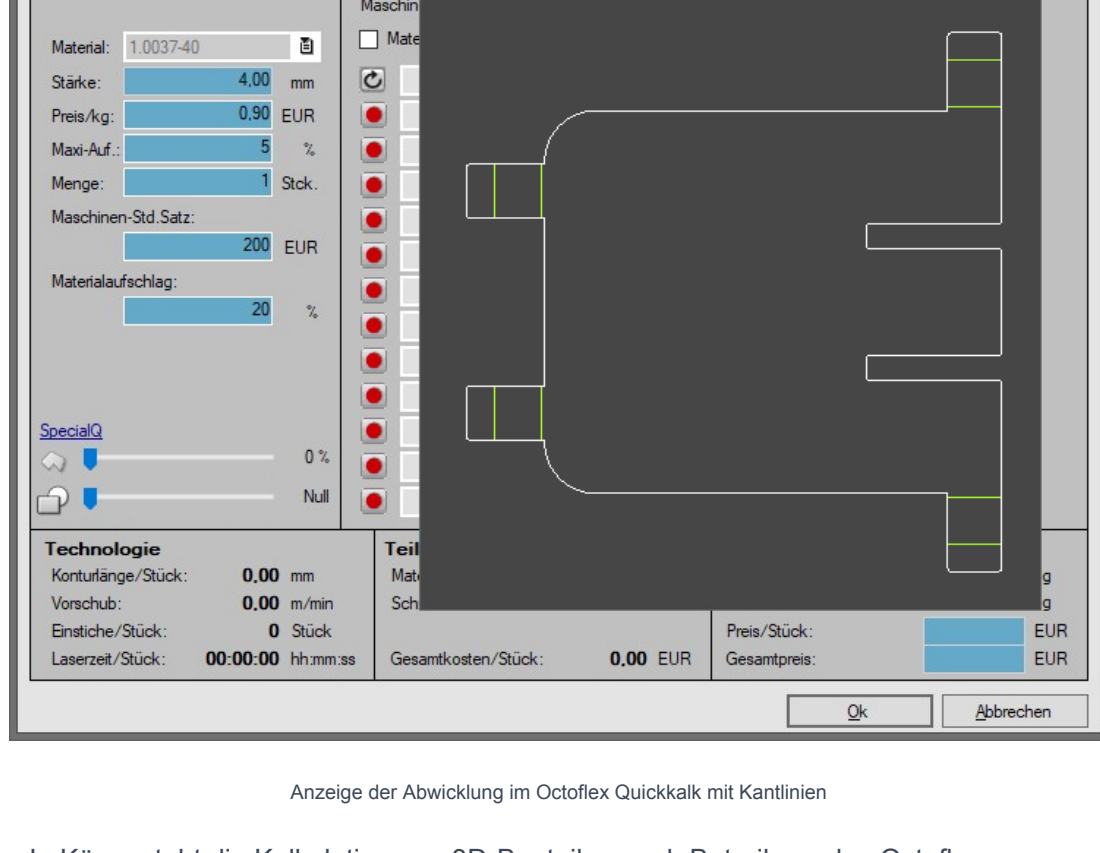 Maschin
Material: 1.0037-40
Mate
Stärke: 4,00 mm
Preis/kg: 0,90 EUR
Maxi-Auf.: 5 %
Menge: 1 Stck.
Maschinen-Std.Satz:
200 EUR
Materialaufschlag:
20 %
SpecialQ
0 %
Null
Technologie
Konturlänge/Stück: 0,00 mm
Vorschub: 0,00 m/min
Einstiche/Stück: 0 Stück
Laserzeit/Stück: 00:00:00 hh:mm:ss
Teil
Mate
Sch
Gesamtkosten/Stück: 0,00 EUR
g
g
Preis/Stück: EUR
Gesamtpreis: EUR
Ok
Abbrechen
Anzeige der Abwicklung im Octoflex Quickkalk mit Kantlinien